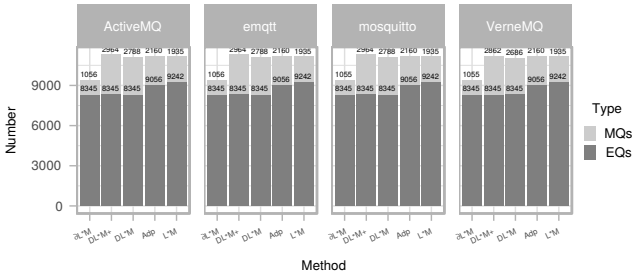 ActiveMQ emqtt mosquitto VerneMQ
2964 2788 2160 1935 2964 2788 2160 1935 2964 2788 2160 1935 2862 2686 2160 1935
1056 1056 1055 1055
9056 9242 9056 9242 9056 9242 9056 9242
8345 8345 8345 8345 8345 8345 8345 8345 8345 8345 8345 8345
9000
6000
3000
0
Number
Type
MQs
EQs
∂L*M DL*M+ DL*M Adp L*M ∂L*M DL*M+ DL*M Adp L*M ∂L*M DL*M+ DL*M Adp L*M ∂L*M DL*M+ DL*M Adp L*M
Method